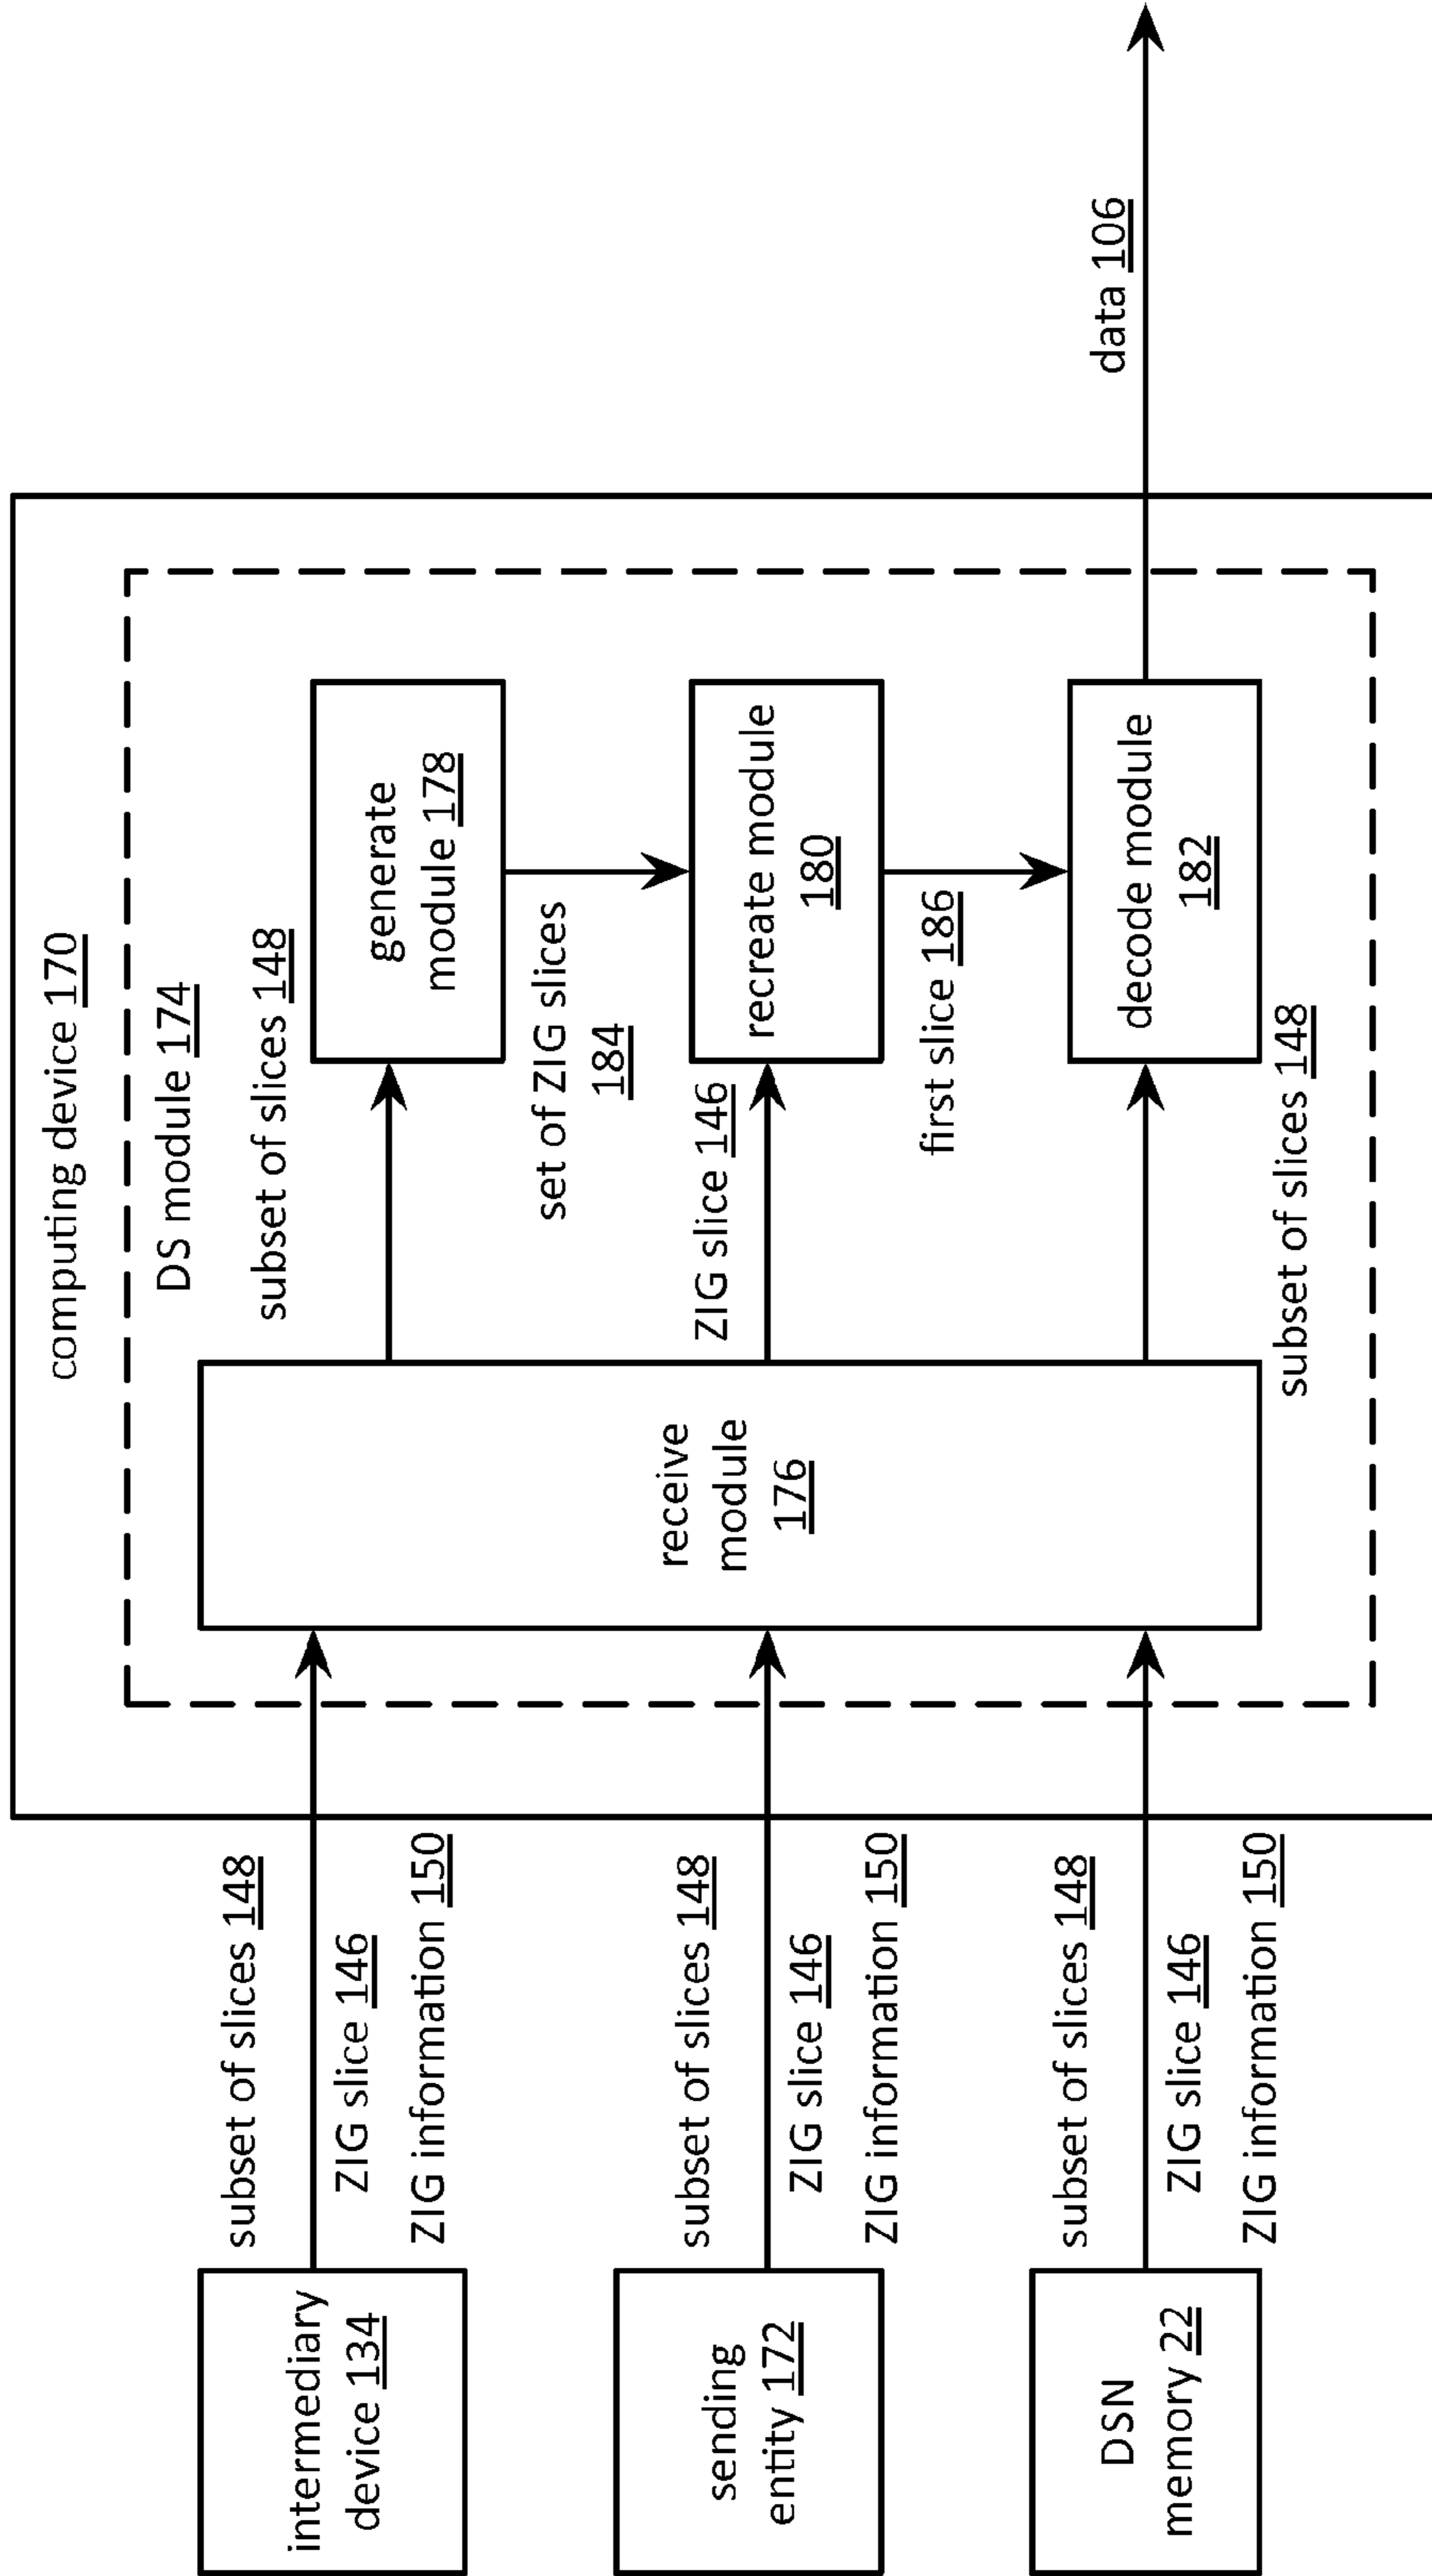 computing device 170
DS module 174
intermediary
device 134
subset of slices 148
ZIG slice 146
ZIG information 150
sending
entity 172
subset of slices 148
ZIG slice 146
ZIG information 150
DSN
memory 22
subset of slices 148
ZIG slice 146
ZIG information 150
receive
module
176
subset of slices 148
generate
module 178
set of ZIG slices
184
ZIG slice 146
recreate module
180
first slice 186
decode module
182
subset of slices 148
data 106